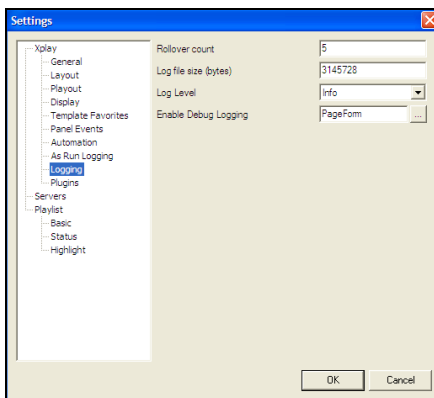 Settings
Xplay
General
Layout
Playout
Display
Template Favorites
Panel Events
Automation
As Run Logging
Logging
Plugins
Servers
Playlist
Basic
Status
Highlight
Rollover count 5
Log file size (bytes) 3145728
Log Level Info
Enable Debug Logging PageForm ...
OK Cancel